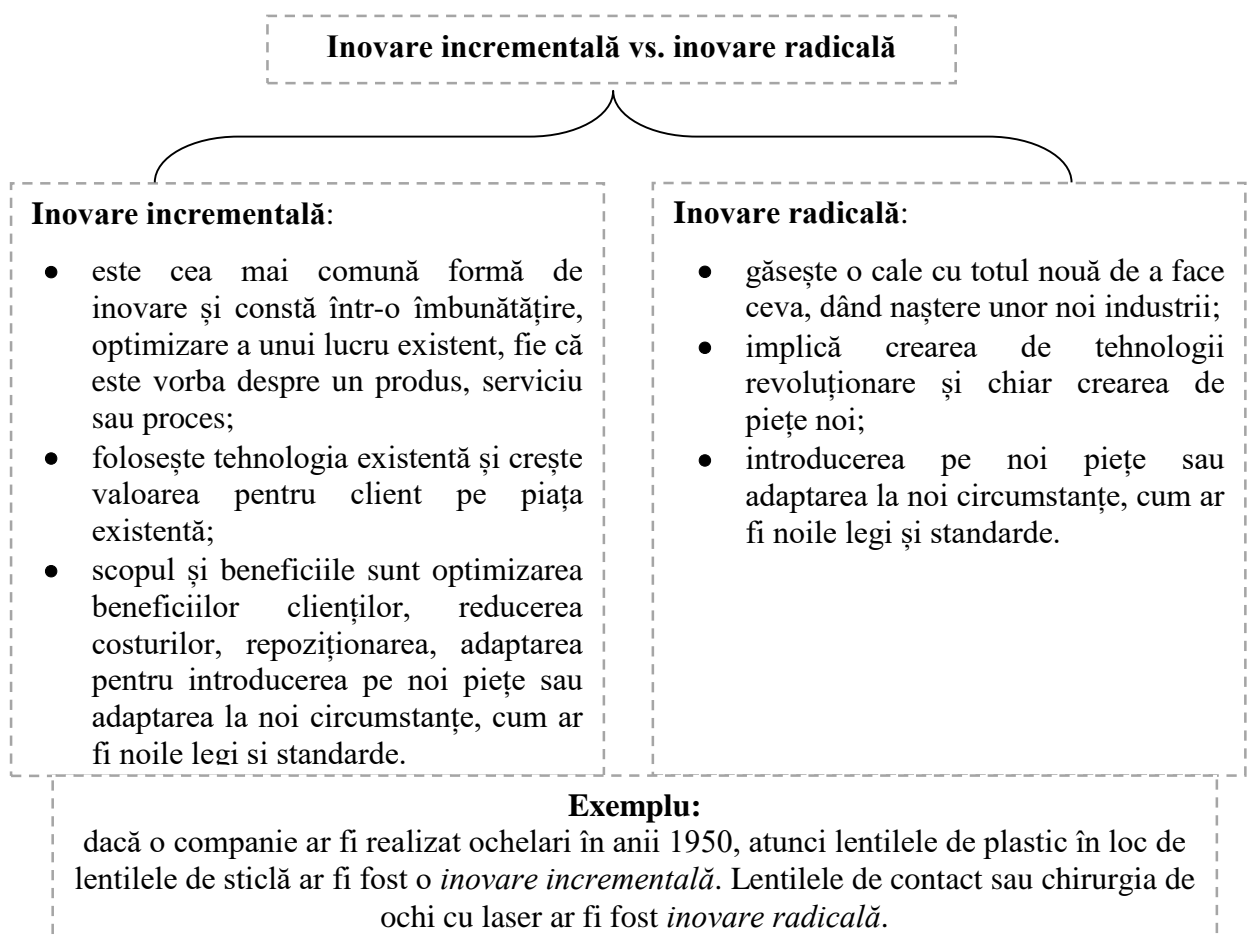 Inovare incrementală vs. inovare radicală
Inovare incrementală:
● este cea mai comună formă de
inovare și constă într-o îmbunătățire,
optimizare a unui lucru existent, fie că
este vorba despre un produs, serviciu
sau proces;
● folosește tehnologia existentă și crește
valoarea pentru client pe piața
existentă;
● scopul și beneficiile sunt optimizarea
beneficiilor clienților, reducerea
costurilor, repoziționarea, adaptarea
pentru introducerea pe noi piețe sau
adaptarea la noi circumstanțe, cum ar
fi noile legi și standarde.
Inovare radicală:
● găsește o cale cu totul nouă de a face
ceva, dând naștere unor noi industrii;
● implică crearea de tehnologii
revoluționare și chiar crearea de
piețe noi;
● introducerea pe noi piețe sau
adaptarea la noi circumstanțe, cum ar
fi noile legi și standarde.
Exemplu:
dacă o companie ar fi realizat ochelari în anii 1950, atunci lentilele de plastic în loc de
lentilele de sticlă ar fi fost o inovare incrementală. Lentilele de contact sau chirurgia de
ochi cu laser ar fi fost inovare radicală.